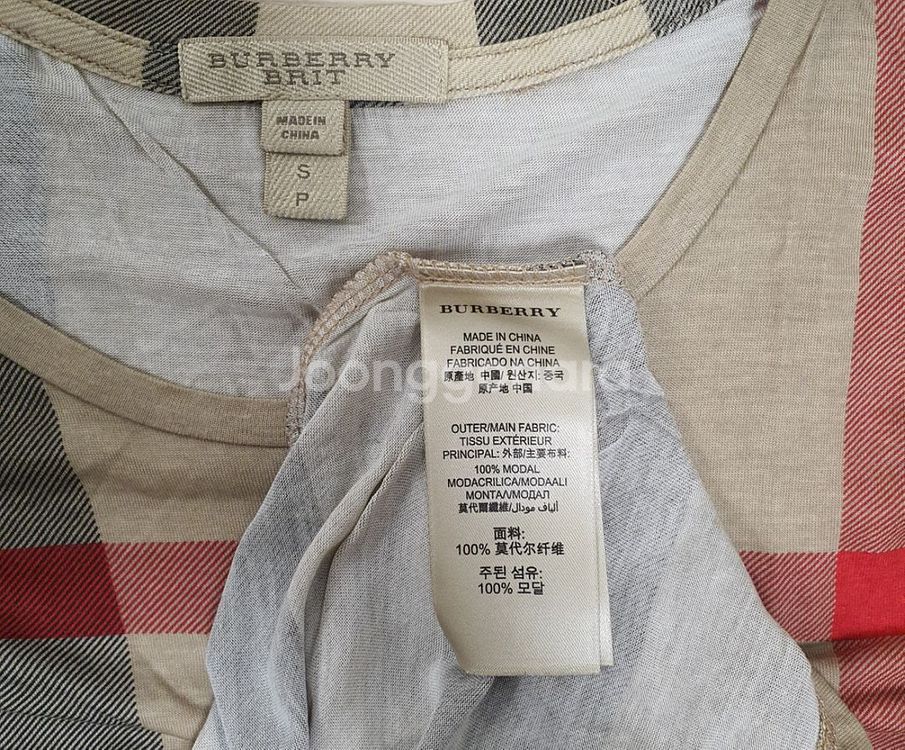 BURBERRY
BRIT
MADE IN
CHINA
S
P
BURBERRY
MADE IN CHINA
FABRIQUÉ EN CHINE
FABRICADO NA CHINA
原產地 中國/ 원산지: 중국
原产地 中国
OUTER/MAIN FABRIC:
TISSU EXTÉRIEUR
PRINCIPAL: 外部/主要布料:
100% MODAL
MODACRILICA/MODAALI
ΜΟΝΤΑΛ/МОДАЛ
莫代爾纖維/ألياف مودال
面料:
100% 莫代尔纤维
주된 섬유:
100% 모달